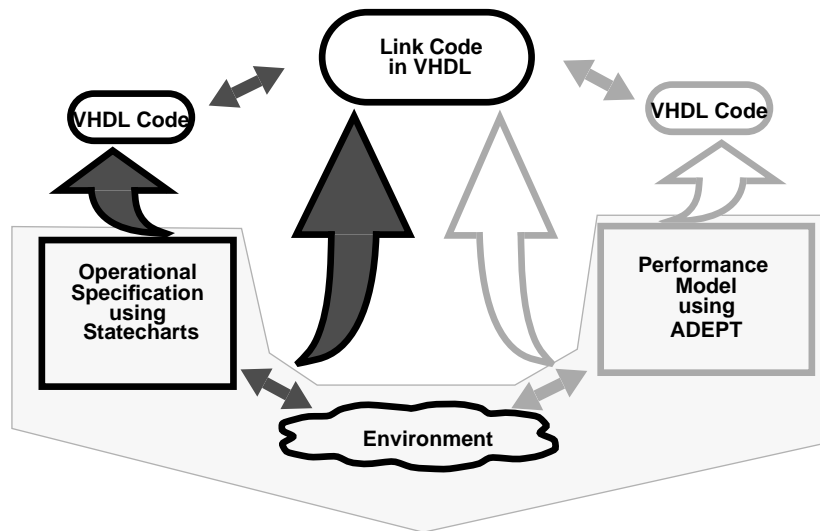 Link Code
in VHDL
VHDL Code
VHDL Code
Operational
Specification
using
Statecharts
Performance
Model
using
ADEPT
Environment